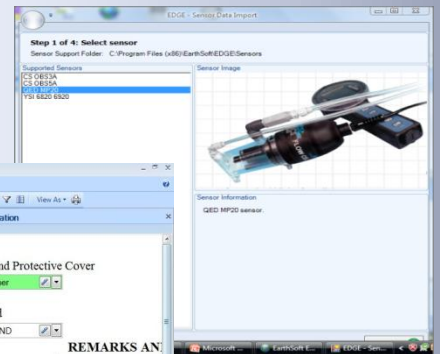 EDGE - Sensor Data Import
Step 1 of 4: Select sensor
Sensor Support Folder: C:\Program Files (x86)\EarthSoft\EDGE\Sensors
Supported Sensors
CS OBS3A
CS OBS5A
QED MP20
YSI 6820 6920
Sensor Image
FLOW
Sensor Information
QED MP20 sensor.
View As
ation
nd Protective Cover
er
d
ND
REMARKS AN
Microsoft ...
EarthSoft E...
EDGE - Sen...